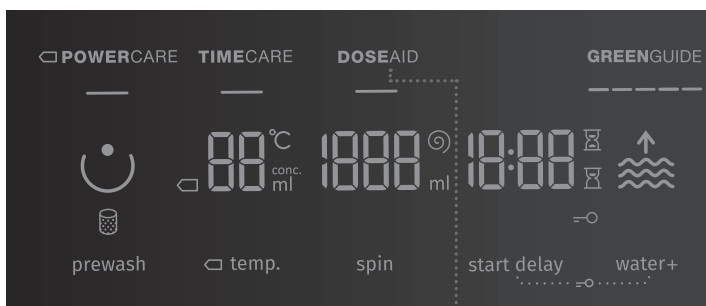 POWERCARE TIMECARE DOSEAID GREENGUIDE
88 °C 1888 18:88
conc.
ml ml
prewash temp. spin start delay water+